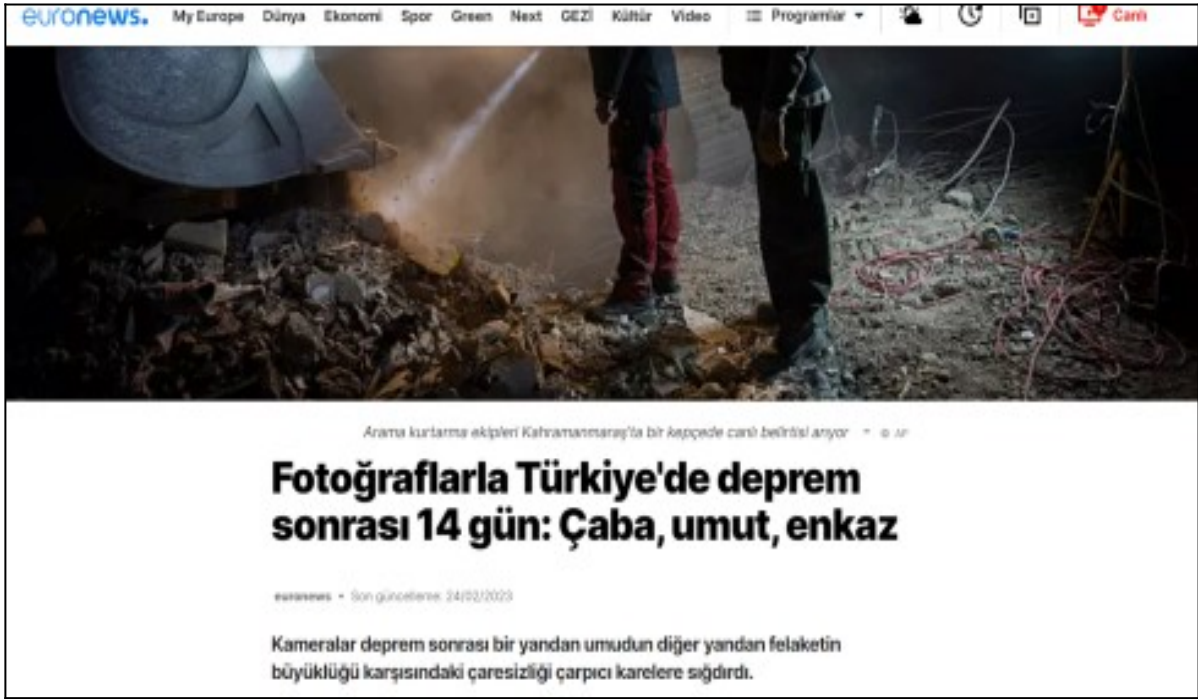 euronews.
My Europe Dünya Ekonomi Spor Green Next GEZİ Kültür Video Programlar Canlı
Arama kurtarma ekipleri Kahramanmaraş'ta bir kepçede canlı belirtisi arıyor - © AP
Fotoğraflarla Türkiye'de deprem
sonrası 14 gün: Çaba, umut, enkaz
euronews • Son güncelleme: 24/02/2023
Kameralar deprem sonrası bir yandan umudun diğer yandan felaketin
büyüklüğü karşısındaki çaresizliği çarpıcı karelere sığdırdı.